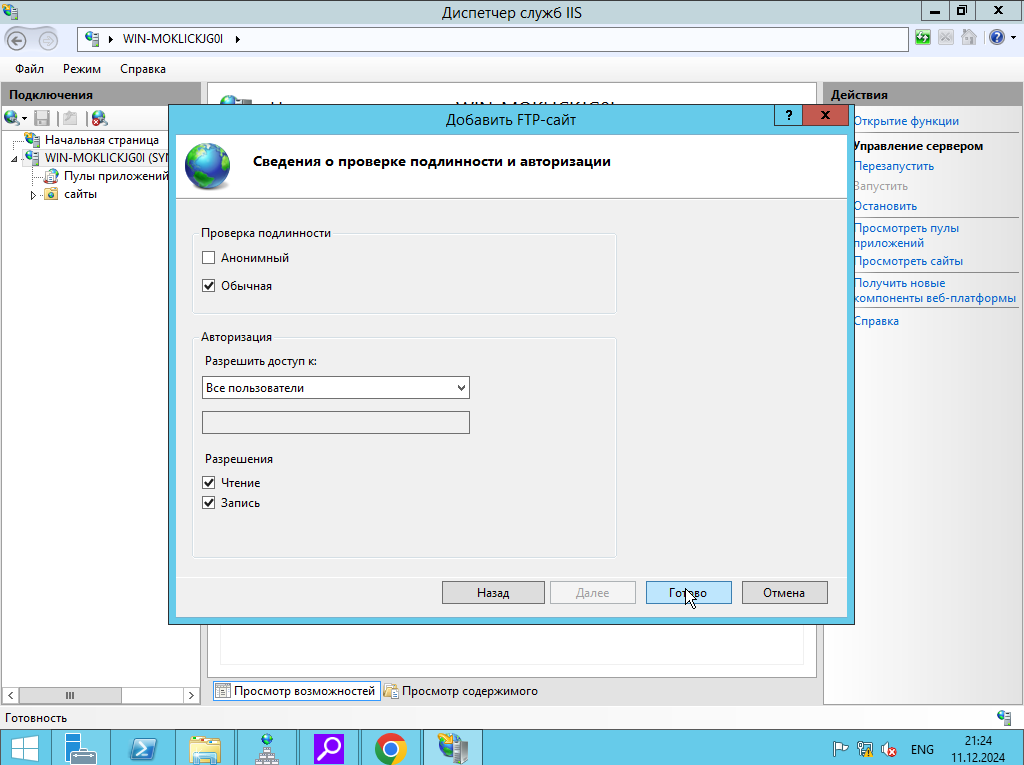 Диспетчер служб IIS
WIN-MOKLICKJG0I
Файл Режим Справка
Подключения
Начальная страница
WIN-MOKLICKJG0I (SYN
Пулы приложений
сайты
Добавить FTP-сайт
?
Сведения о проверке подлинности и авторизации
Проверка подлинности
Анонимный
Обычная
Авторизация
Разрешить доступ к:
Все пользователи
Разрешения
Чтение
Запись
Назад Далее Готово Отмена
Действия
Открытие функции
Управление сервером
Перезапустить
Запустить
Остановить
Просмотреть пулы
приложений
Просмотреть сайты
Получить новые
компоненты веб-платформы
Справка
Просмотр возможностей Просмотр содержимого
Готовность
ENG
21:24
11.12.2024